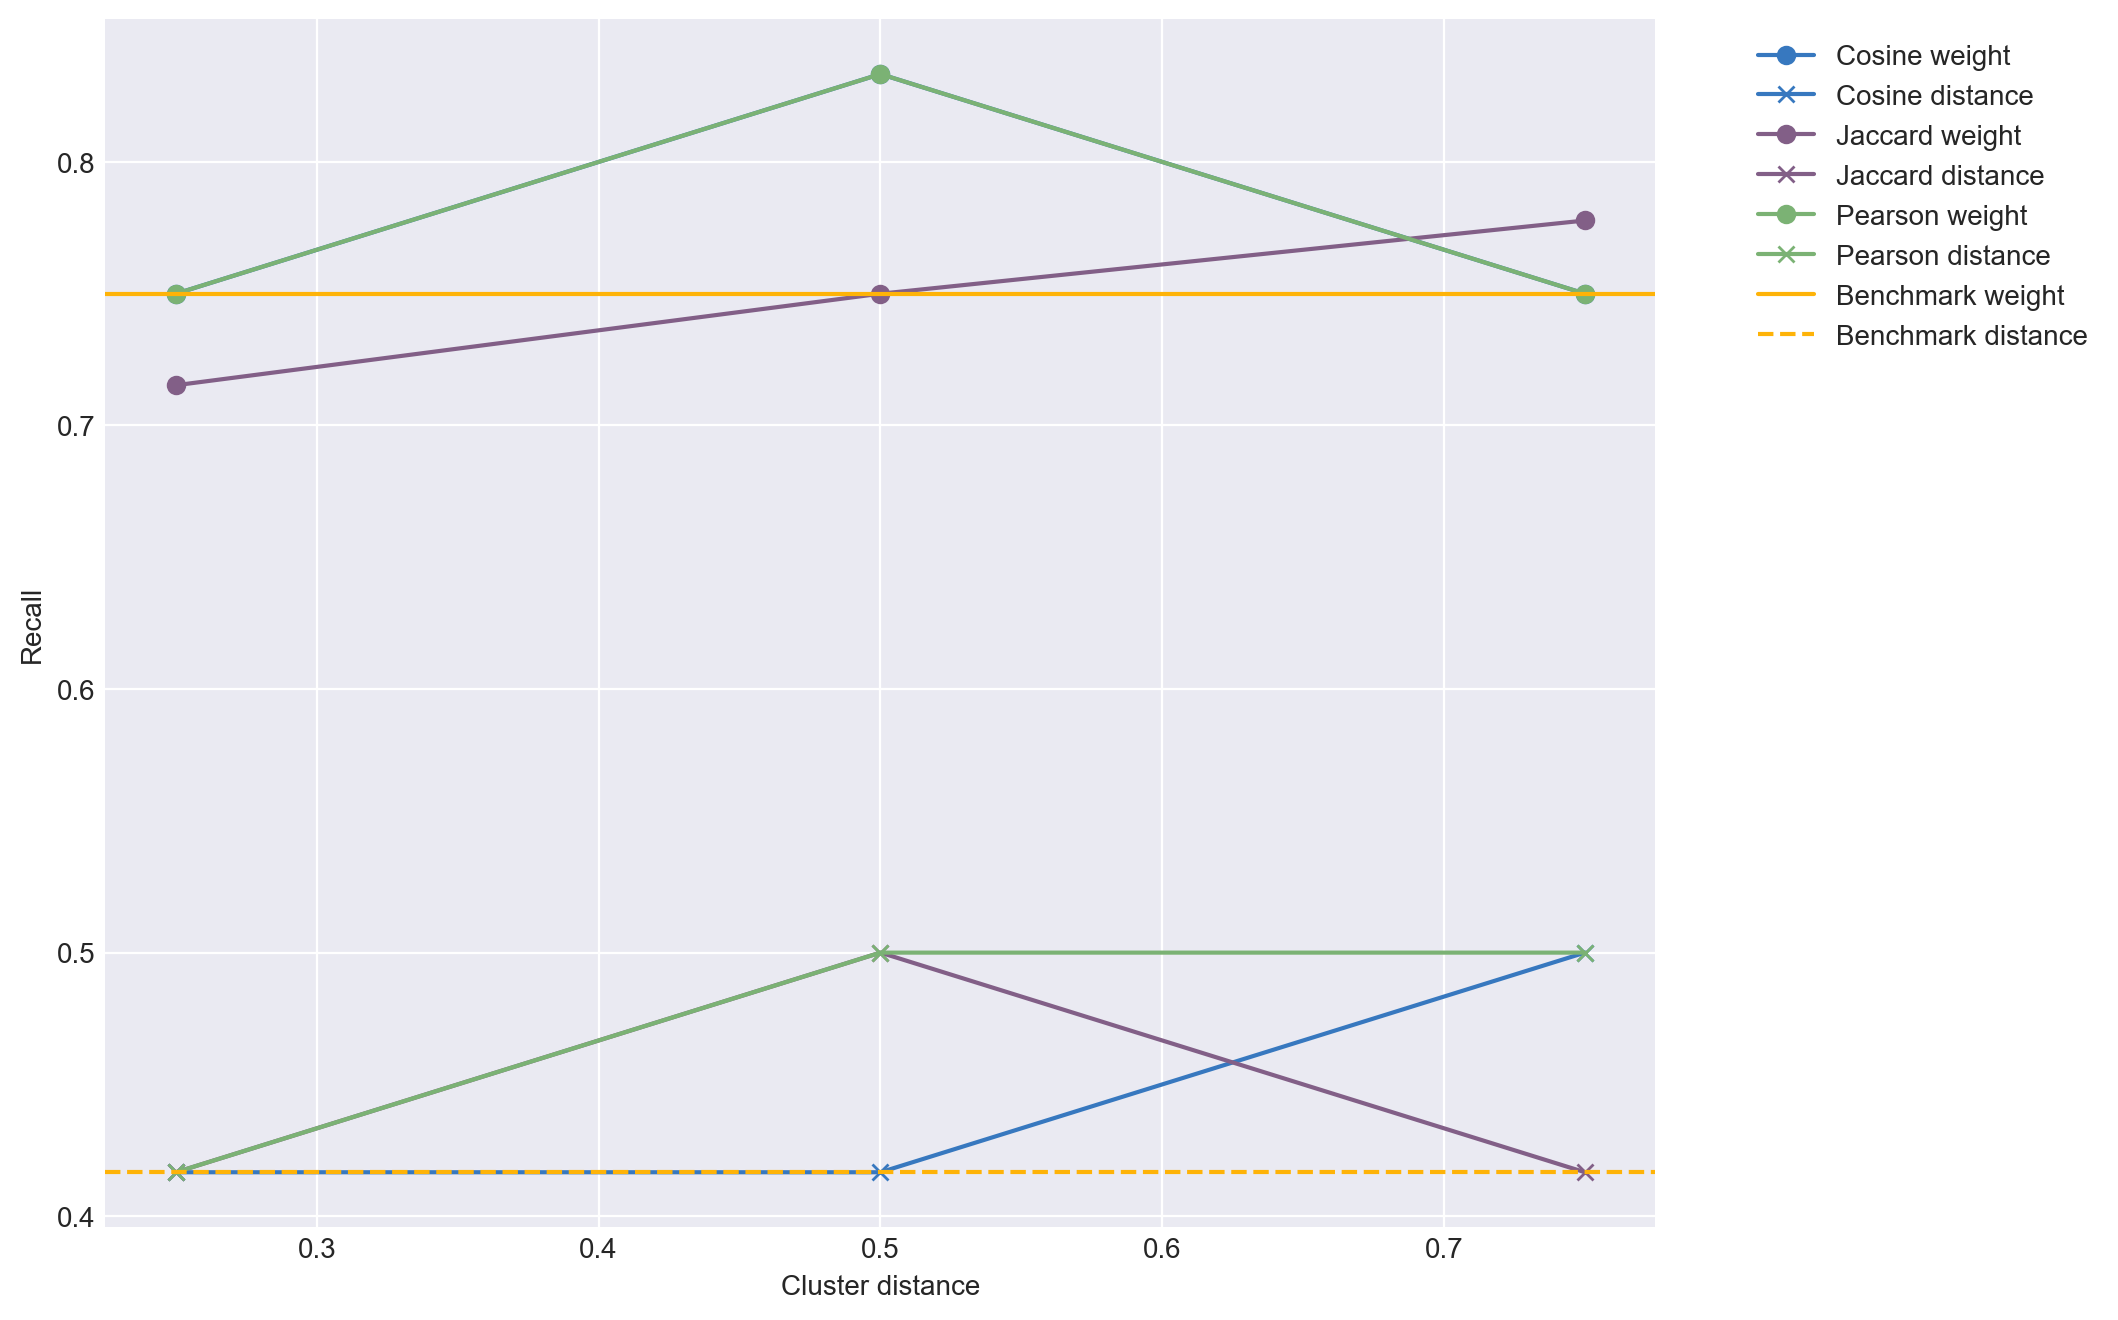 Cosine weight
Cosine distance
Jaccard weight
Jaccard distance
Pearson weight
Pearson distance
Benchmark weight
Benchmark distance
0.8
0.7
0.6
0.5
0.4
Recall
0.3 0.4 0.5 0.6 0.7
Cluster distance